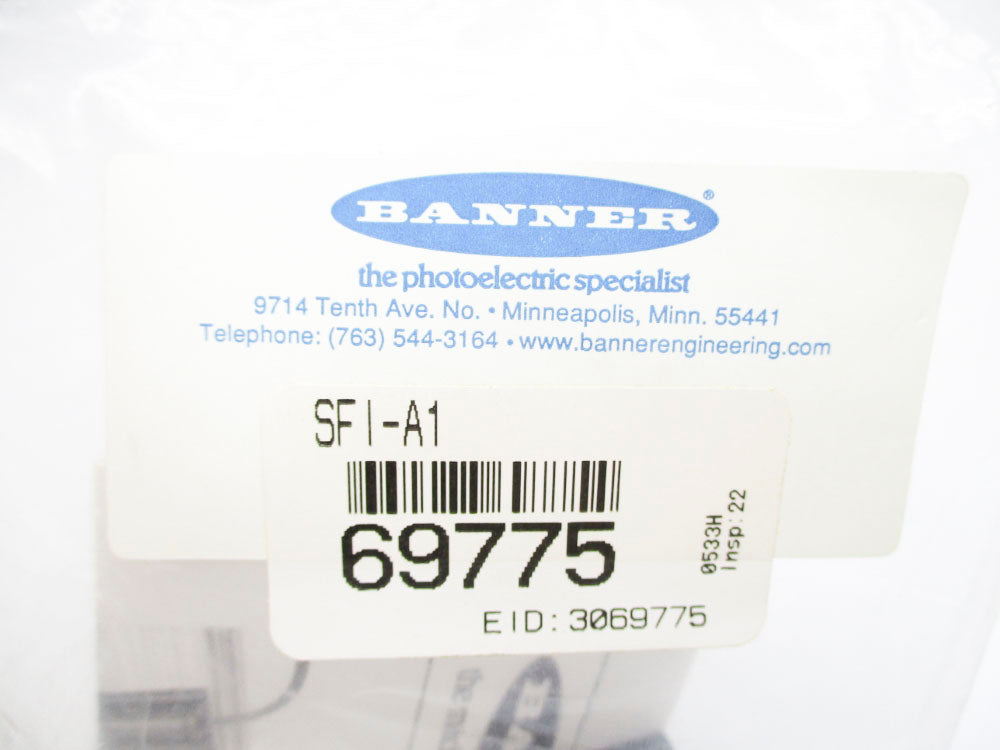 BANNER®
the photoelectric specialist
9714 Tenth Ave. No. • Minneapolis, Minn. 55441
Telephone: (763) 544-3164 • www.bannerengineering.com
SFI-A1
69775
EID: 3069775
0533H
Insp: 22
the